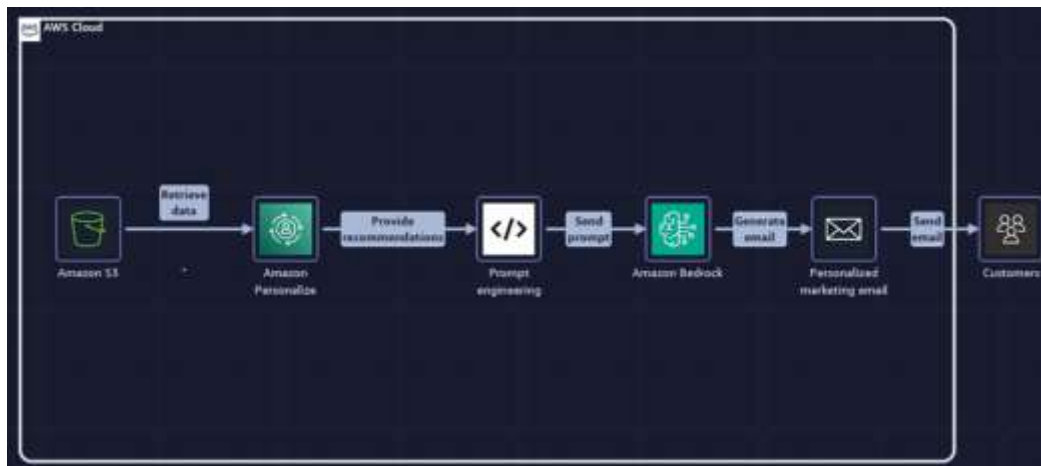 aws
AWS Cloud
Retrieve
data
Provide
recommendations
Send
prompt
Generate
email
Send
email
Amazon S3
Amazon
Personalize
Prompt
engineering
Amazon Bedrock
Personalized
marketing email
Customers